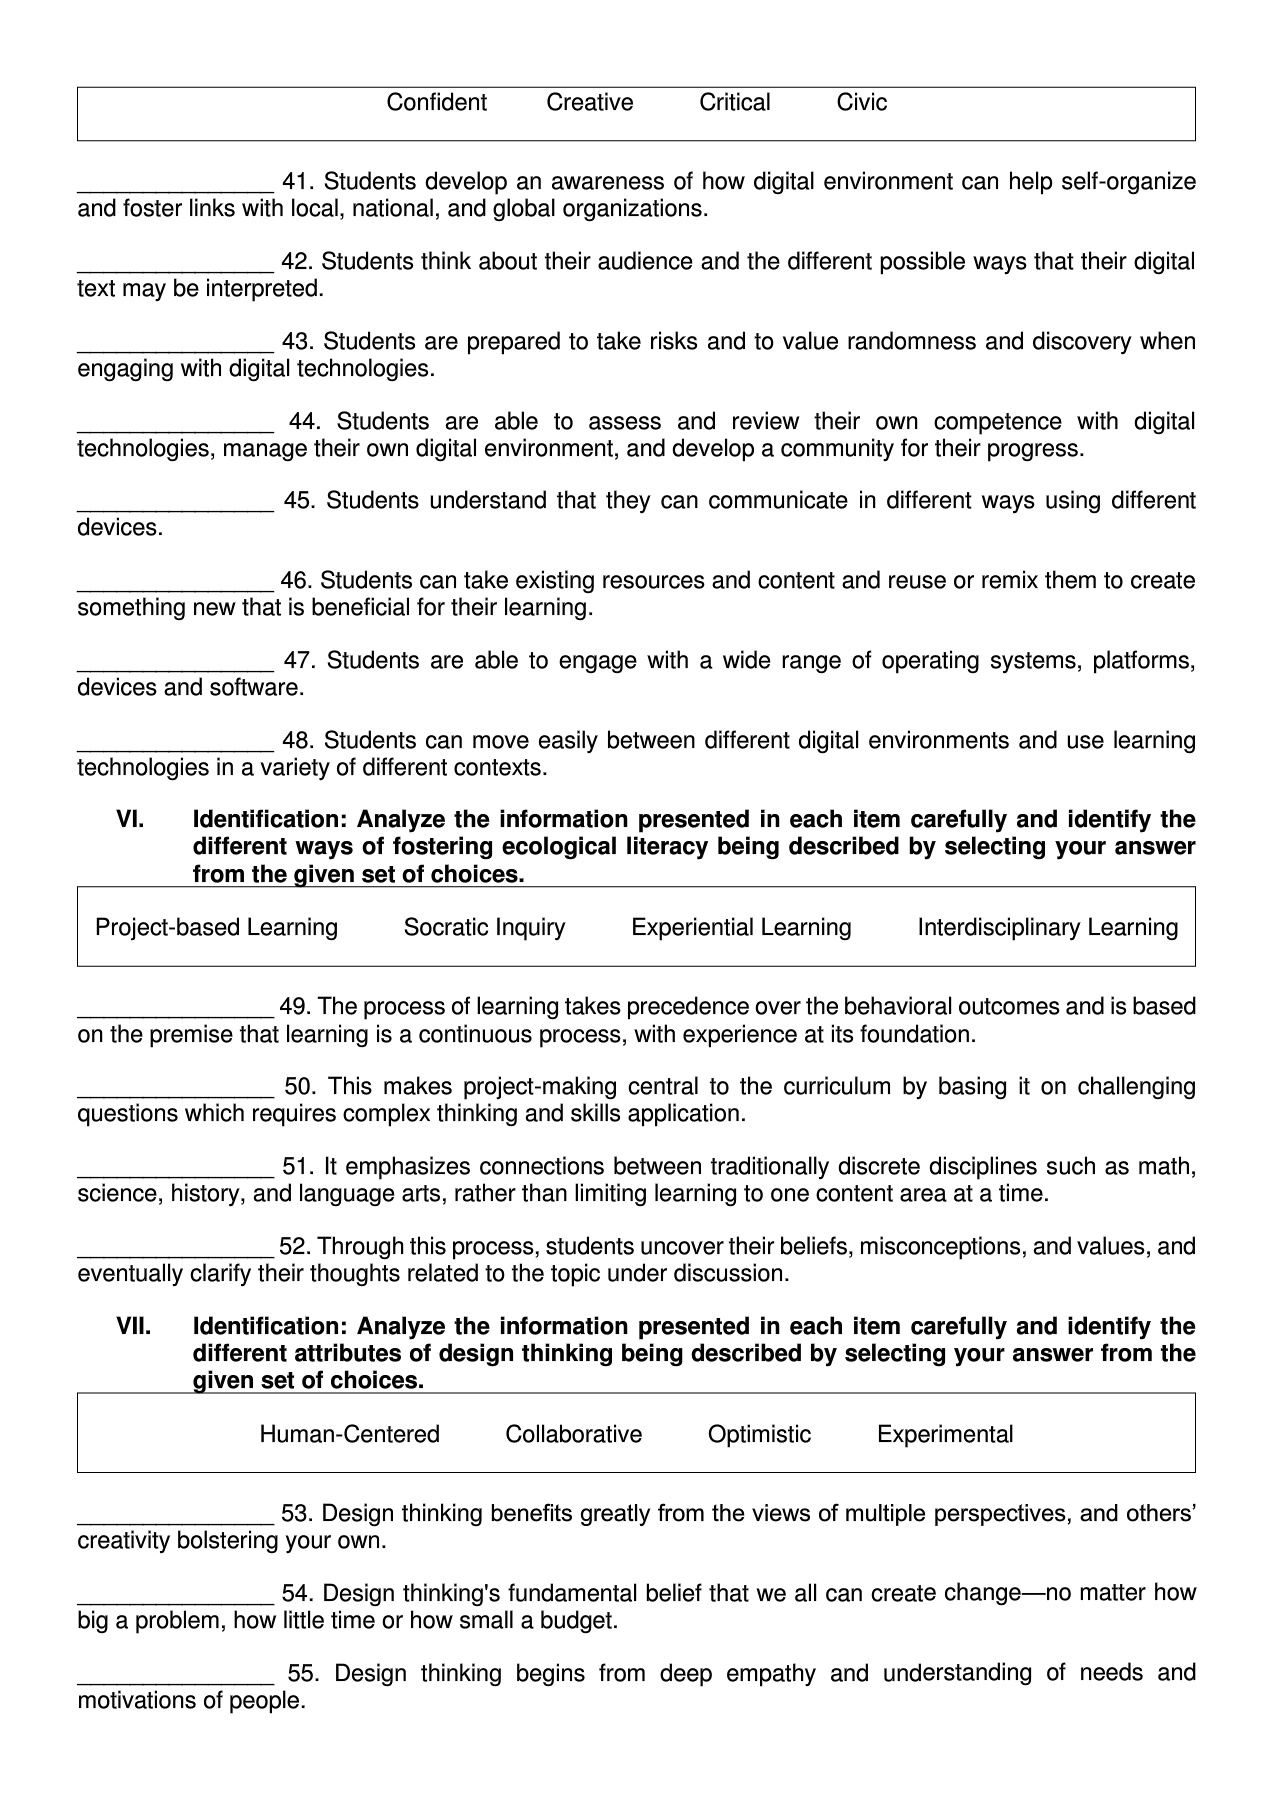 Confident Creative Critical Civic
_______________ 41. Students develop an awareness of how digital environment can help self-organize
and foster links with local, national, and global organizations.
_______________ 42. Students think about their audience and the different possible ways that their digital
text may be interpreted.
_______________ 43. Students are prepared to take risks and to value randomness and discovery when
engaging with digital technologies.
_______________ 44. Students are able to assess and review their own competence with digital
technologies, manage their own digital environment, and develop a community for their progress.
_______________ 45. Students understand that they can communicate in different ways using different
devices.
_______________ 46. Students can take existing resources and content and reuse or remix them to create
something new that is beneficial for their learning.
_______________ 47. Students are able to engage with a wide range of operating systems, platforms,
devices and software.
_______________ 48. Students can move easily between different digital environments and use learning
technologies in a variety of different contexts.
VI. Identification: Analyze the information presented in each item carefully and identify the
different ways of fostering ecological literacy being described by selecting your answer
from the given set of choices.
Project-based Learning Socratic Inquiry Experiential Learning Interdisciplinary Learning
_______________ 49. The process of learning takes precedence over the behavioral outcomes and is based
on the premise that learning is a continuous process, with experience at its foundation.
_______________ 50. This makes project-making central to the curriculum by basing it on challenging
questions which requires complex thinking and skills application.
_______________ 51. It emphasizes connections between traditionally discrete disciplines such as math,
science, history, and language arts, rather than limiting learning to one content area at a time.
_______________ 52. Through this process, students uncover their beliefs, misconceptions, and values, and
eventually clarify their thoughts related to the topic under discussion.
VII. Identification: Analyze the information presented in each item carefully and identify the
different attributes of design thinking being described by selecting your answer from the
given set of choices.
Human-Centered Collaborative Optimistic Experimental
_______________ 53. Design thinking benefits greatly from the views of multiple perspectives, and others’
creativity bolstering your own.
_______________ 54. Design thinking's fundamental belief that we all can create change—no matter how
big a problem, how little time or how small a budget.
_______________ 55. Design thinking begins from deep empathy and understanding of needs and
motivations of people.